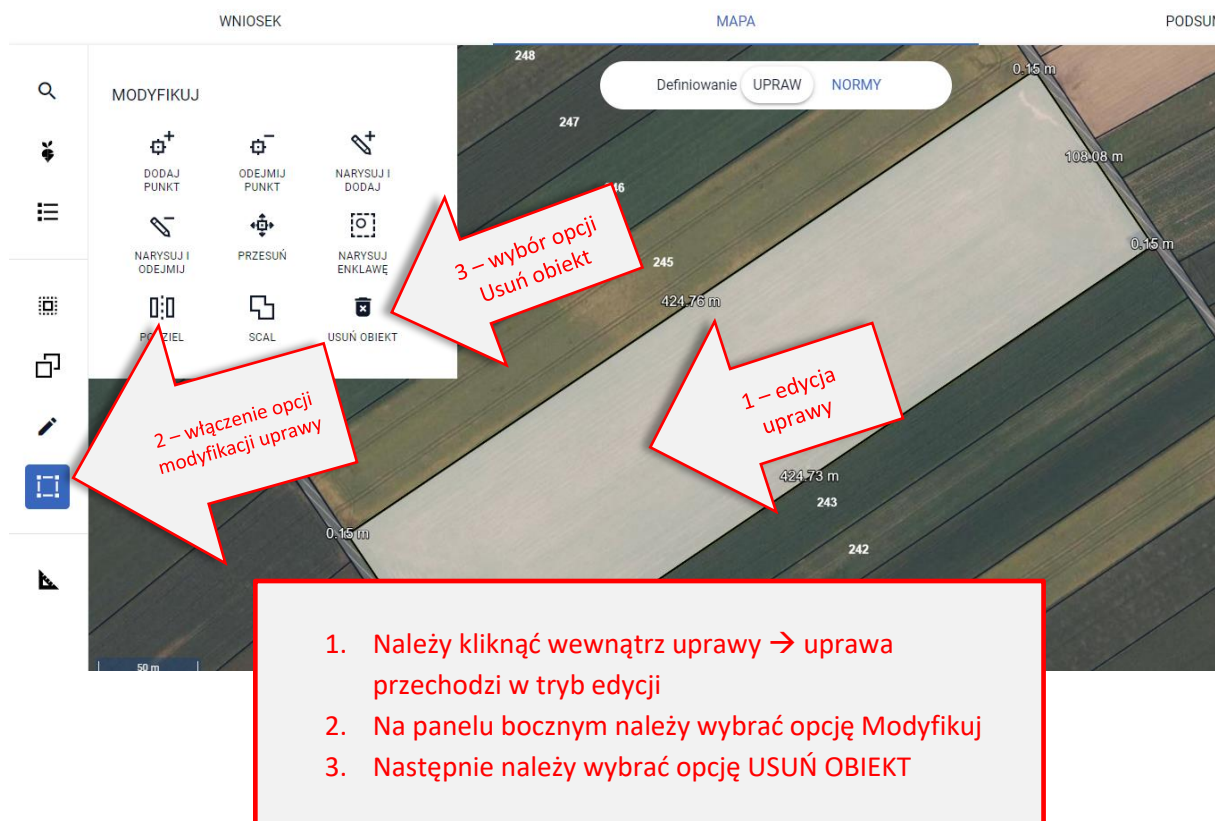 WNIOSEK
MAPA
PODSUM
MODYFIKUJ
DODAJ
PUNKT
ODEJMIJ
PUNKT
NARYSUJ I
DODAJ
NARYSUJ I
ODEJMIJ
PRZESUŃ
NARYSUJ
ENKLAWĘ
SCAL
USUŃ OBIEKT
Definiowanie UPRAW NORMY
248
247
245
243
242
0.15 m
108.08 m
0.15 m
424.76 m
424.73 m
0.15 m
3 – wybór opcji
Usuń obiekt
1 – edycja
uprawy
2 – włączenie opcji
modyfikacji uprawy
50 m
1. Należy kliknąć wewnątrz uprawy → uprawa
przechodzi w tryb edycji
2. Na panelu bocznym należy wybrać opcję Modyfikuj
3. Następnie należy wybrać opcję USUŃ OBIEKT